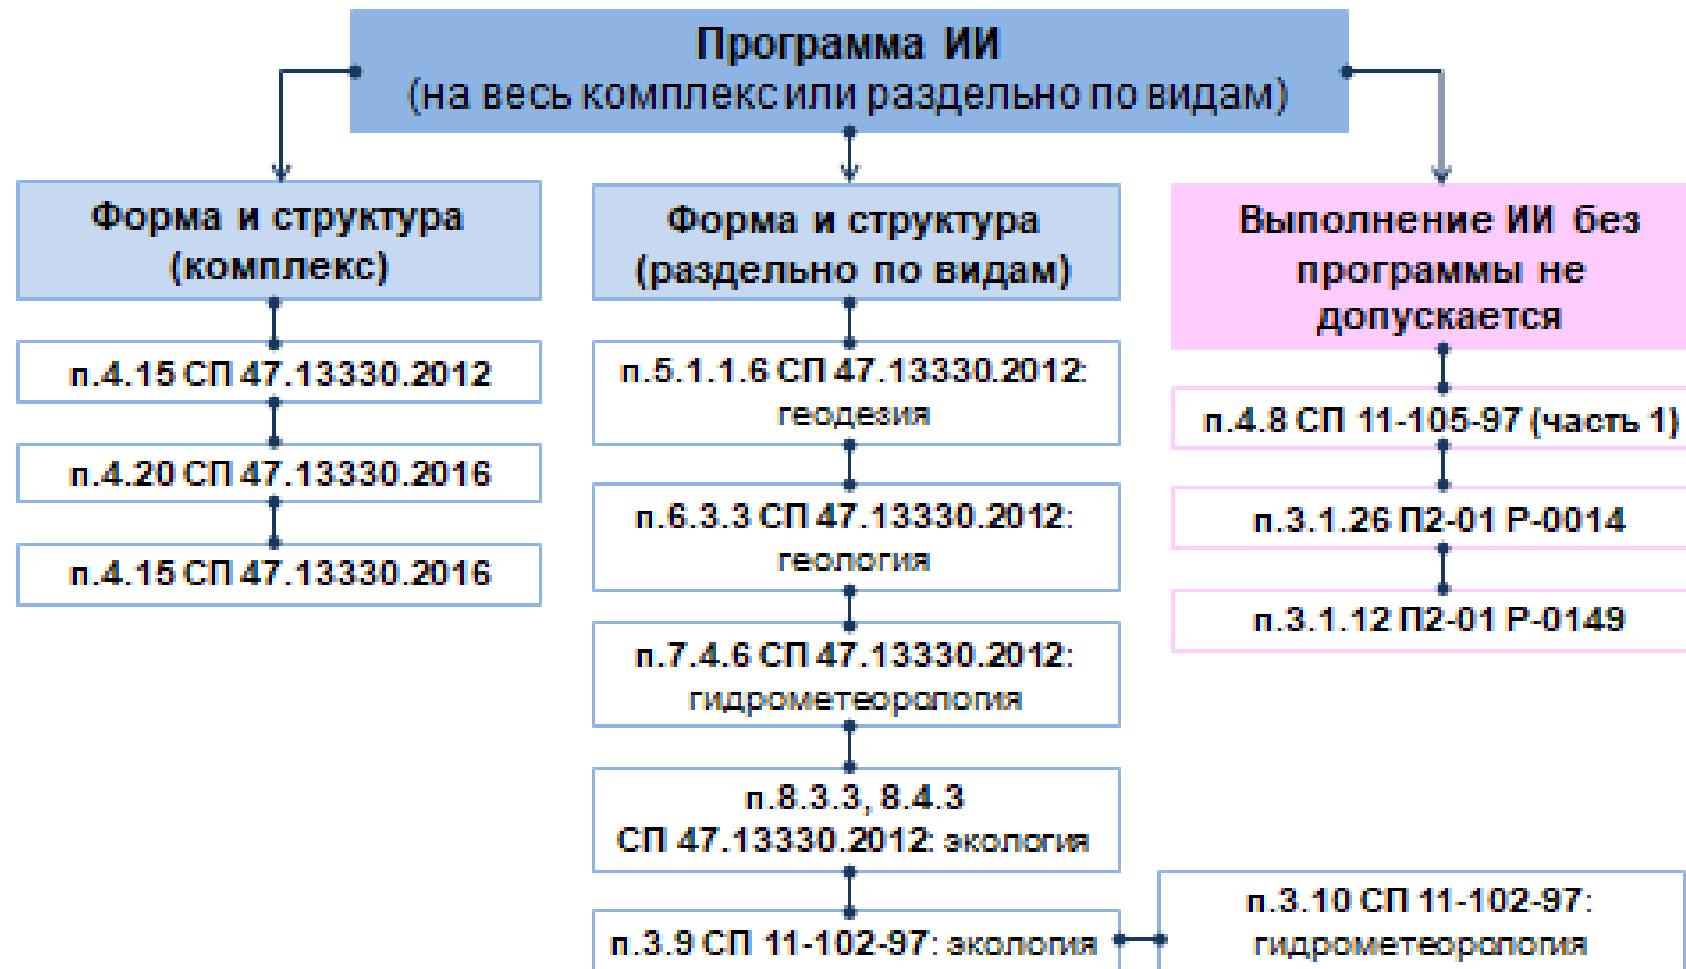 Программа ИИ
(на весь комплекс или раздельно по видам)
Форма и структура
(комплекс)
п.4.15 СП 47.13330.2012
п.4.20 СП 47.13330.2016
п.4.15 СП 47.13330.2016
Форма и структура
(раздельно по видам)
п.5.1.1.6 СП 47.13330.2012:
геодезия
п.6.3.3 СП 47.13330.2012:
геология
п.7.4.6 СП 47.13330.2012:
гидрометеорология
п.8.3.3, 8.4.3
СП 47.13330.2012: экология
п.3.9 СП 11-102-97: экология
п.3.10 СП 11-102-97:
гидрометеорология
Выполнение ИИ без
программы не
допускается
п.4.8 СП 11-105-97 (часть 1)
п.3.1.26 П2-01 Р-0014
п.3.1.12 П2-01 Р-0149